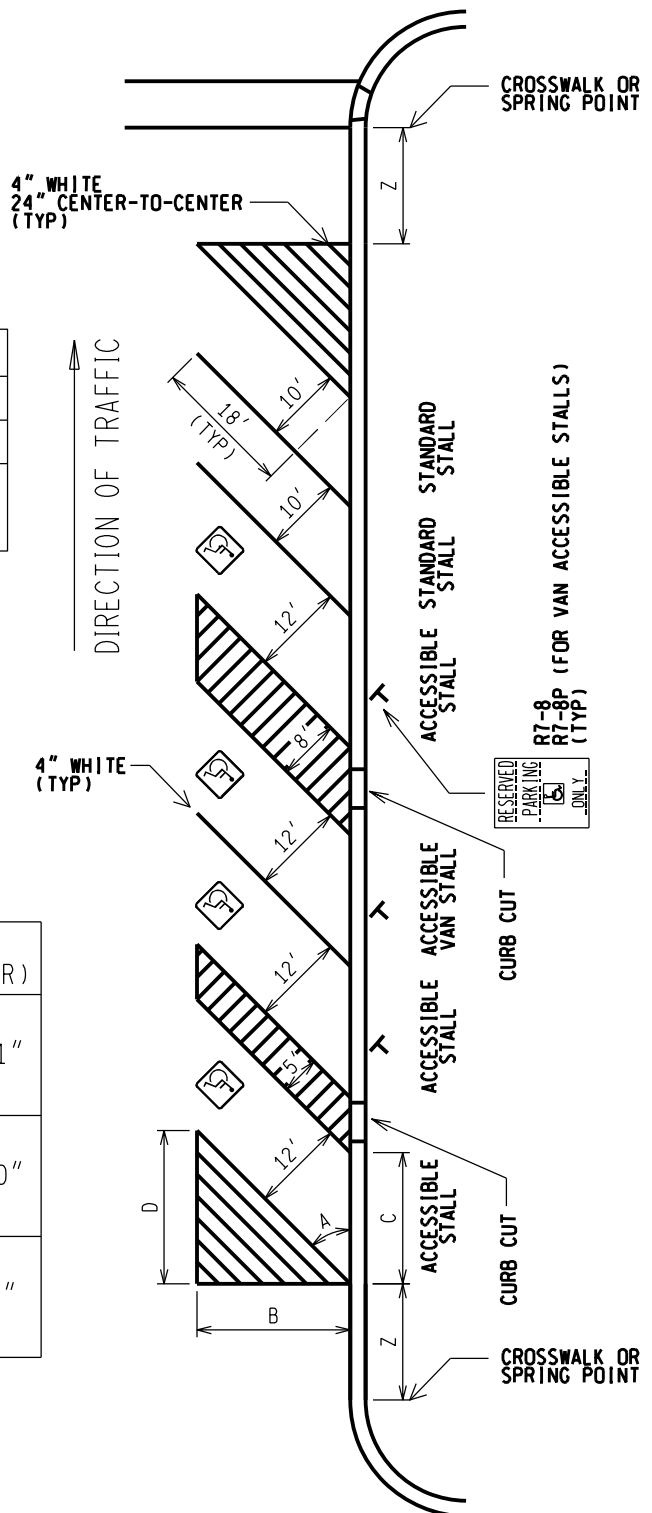 CROSSWALK OR
SPRING POINT
4" WHITE
24" CENTER-TO-CENTER
(TYP)
Z
DIRECTION OF TRAFFIC
18'
(TYP)
10'
10'
STANDARD
STALL
STANDARD
STALL
12'
ACCESSIBLE
STALL
R7-8
R7-8P (FOR VAN ACCESSIBLE STALLS)
(TYP)
8'
RESERVED
PARKING
ONLY
4" WHITE
(TYP)
12'
ACCESSIBLE
VAN STALL
CURB CUT
12'
ACCESSIBLE
STALL
R)
1"
5'
0"
12'
D
A
C
ACCESSIBLE
STALL
CURB CUT
"
B
Z
CROSSWALK OR
SPRING POINT